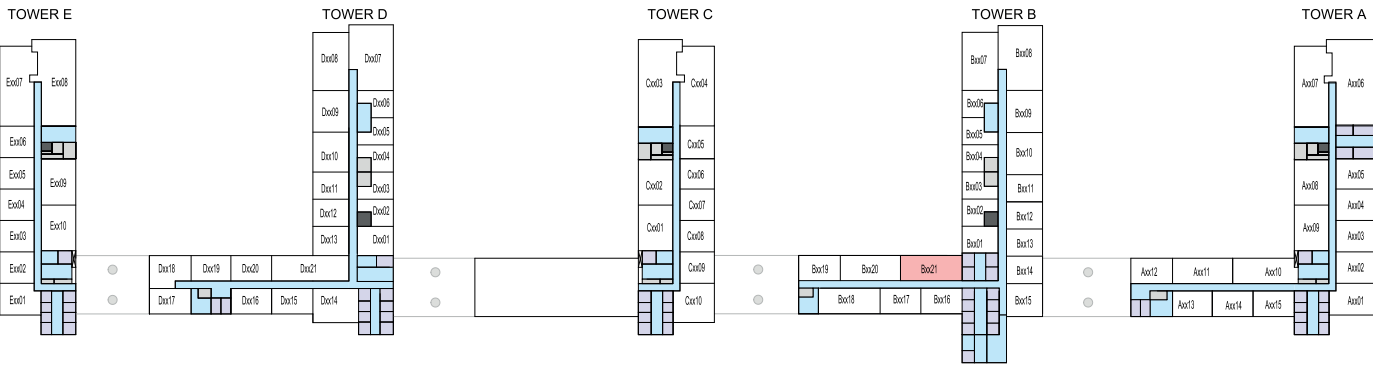 TOWER E
TOWER D
TOWER C
TOWER B
TOWER A
Exx07
Exx08
Exx06
Exx05
Exx09
Exx04
Exx03
Exx10
Exx02
Exx01
Dxx08
Dxx07
Dxx09
Dxx06
Dxx05
Dxx10
Dxx04
Dxx11
Dxx03
Dxx12
Dxx02
Dxx13
Dxx01
Dxx18
Dxx19
Dxx20
Dxx21
Dxx17
Dxx16
Dxx15
Dxx14
Cxx03
Cxx04
Cxx05
Cxx02
Cxx06
Cxx07
Cxx01
Cxx08
Cxx09
Cxx10
Bxx07
Bxx08
Bxx06
Bxx09
Bxx05
Bxx04
Bxx10
Bxx03
Bxx11
Bxx02
Bxx12
Bxx01
Bxx13
Bxx19
Bxx20
Bxx21
Bxx14
Bxx18
Bxx17
Bxx16
Bxx15
Axx07
Axx06
Axx05
Axx08
Axx04
Axx09
Axx03
Axx12
Axx11
Axx10
Axx02
Axx13
Axx14
Axx15
Axx01